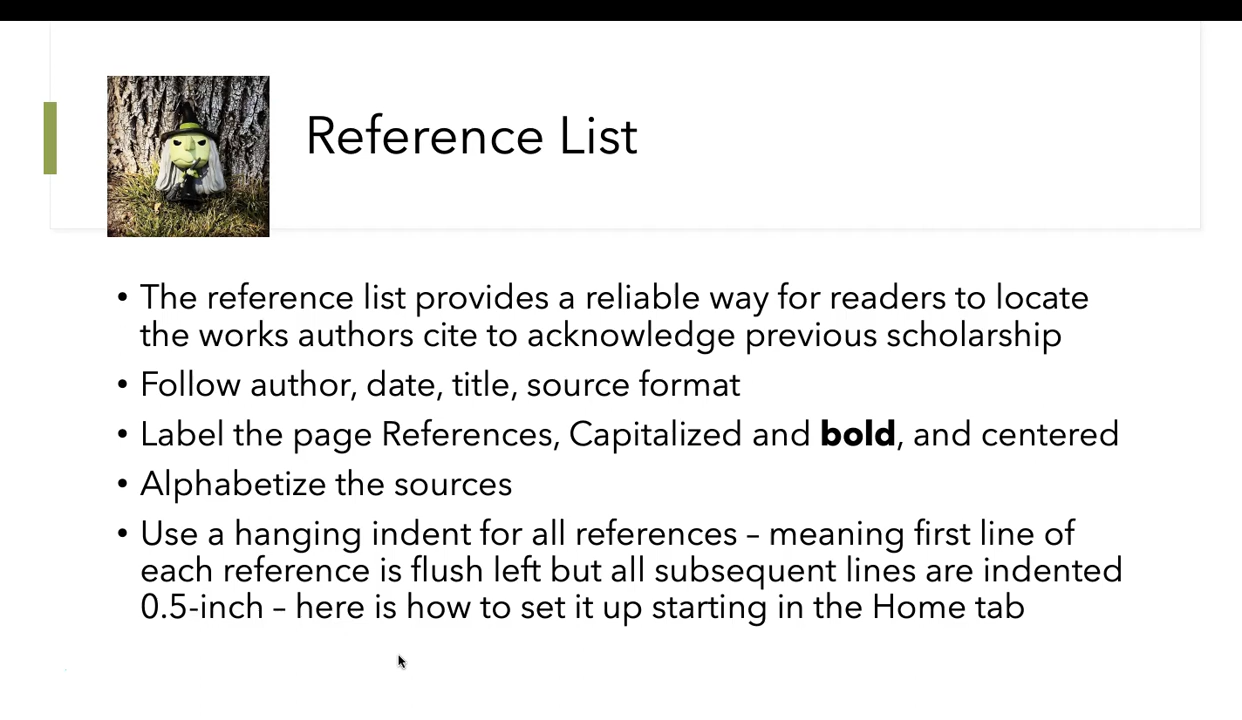 Reference List
• The reference list provides a reliable way for readers to locate
the works authors cite to acknowledge previous scholarship
• Follow author, date, title, source format
• Label the page References, Capitalized and bold, and centered
• Alphabetize the sources
• Use a hanging indent for all references – meaning first line of
each reference is flush left but all subsequent lines are indented
0.5-inch – here is how to set it up starting in the Home tab